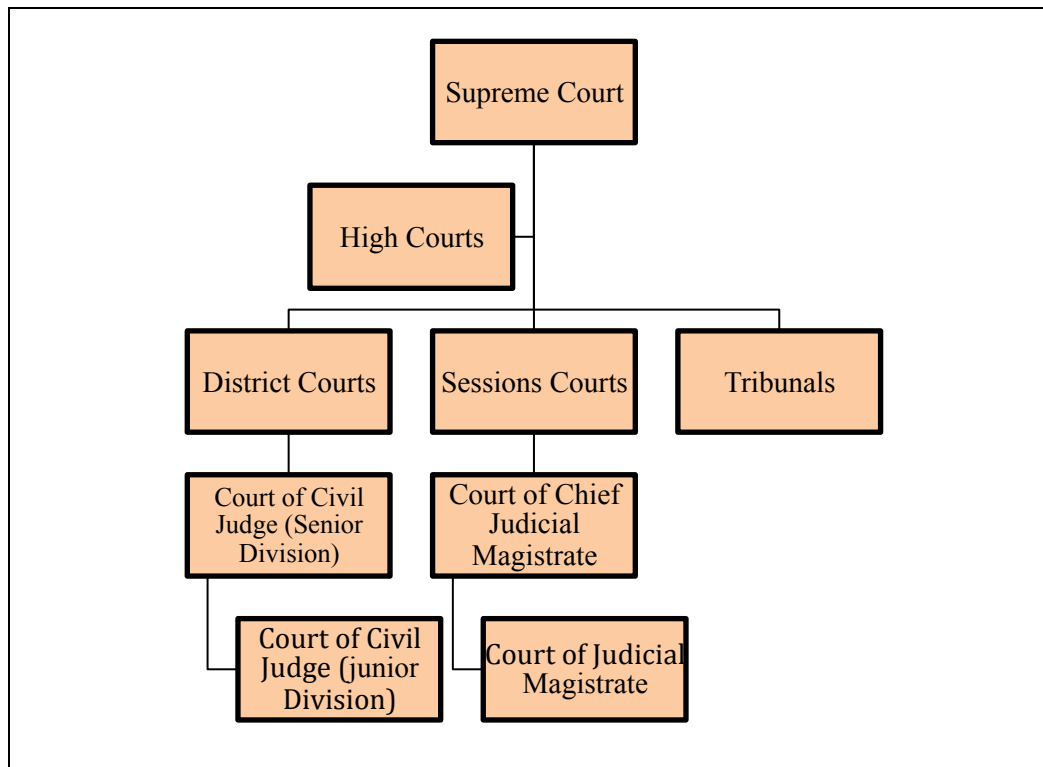 Supreme Court
High Courts
District Courts
Sessions Courts
Tribunals
Court of Civil
Judge (Senior
Division)
Court of Chief
Judicial
Magistrate
Court of Civil
Judge (junior
Division)
Court of Judicial
Magistrate